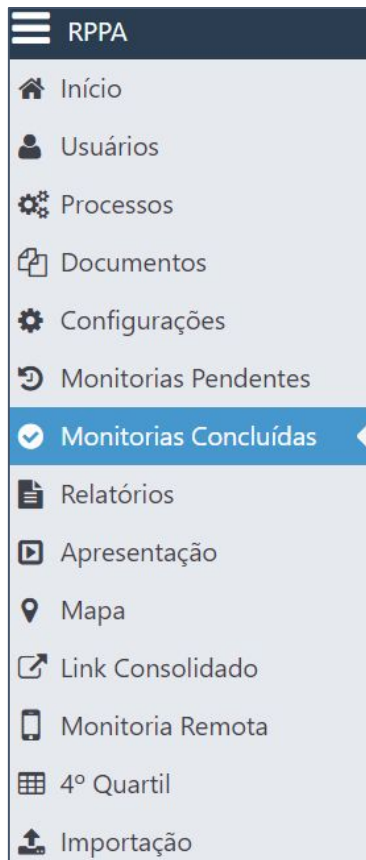 RPPA
Início
Usuários
Processos
Documentos
Configurações
Monitorias Pendentes
Monitorias Concluídas
Relatórios
Apresentação
Mapa
Link Consolidado
Monitoria Remota
4º Quartil
Importação